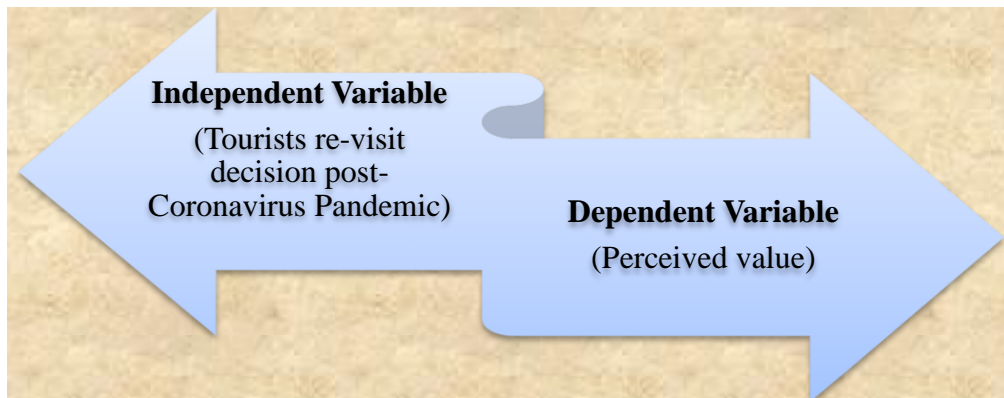 Independent Variable
(Tourists re-visit
decision post-
Coronavirus Pandemic)
Dependent Variable
(Perceived value)